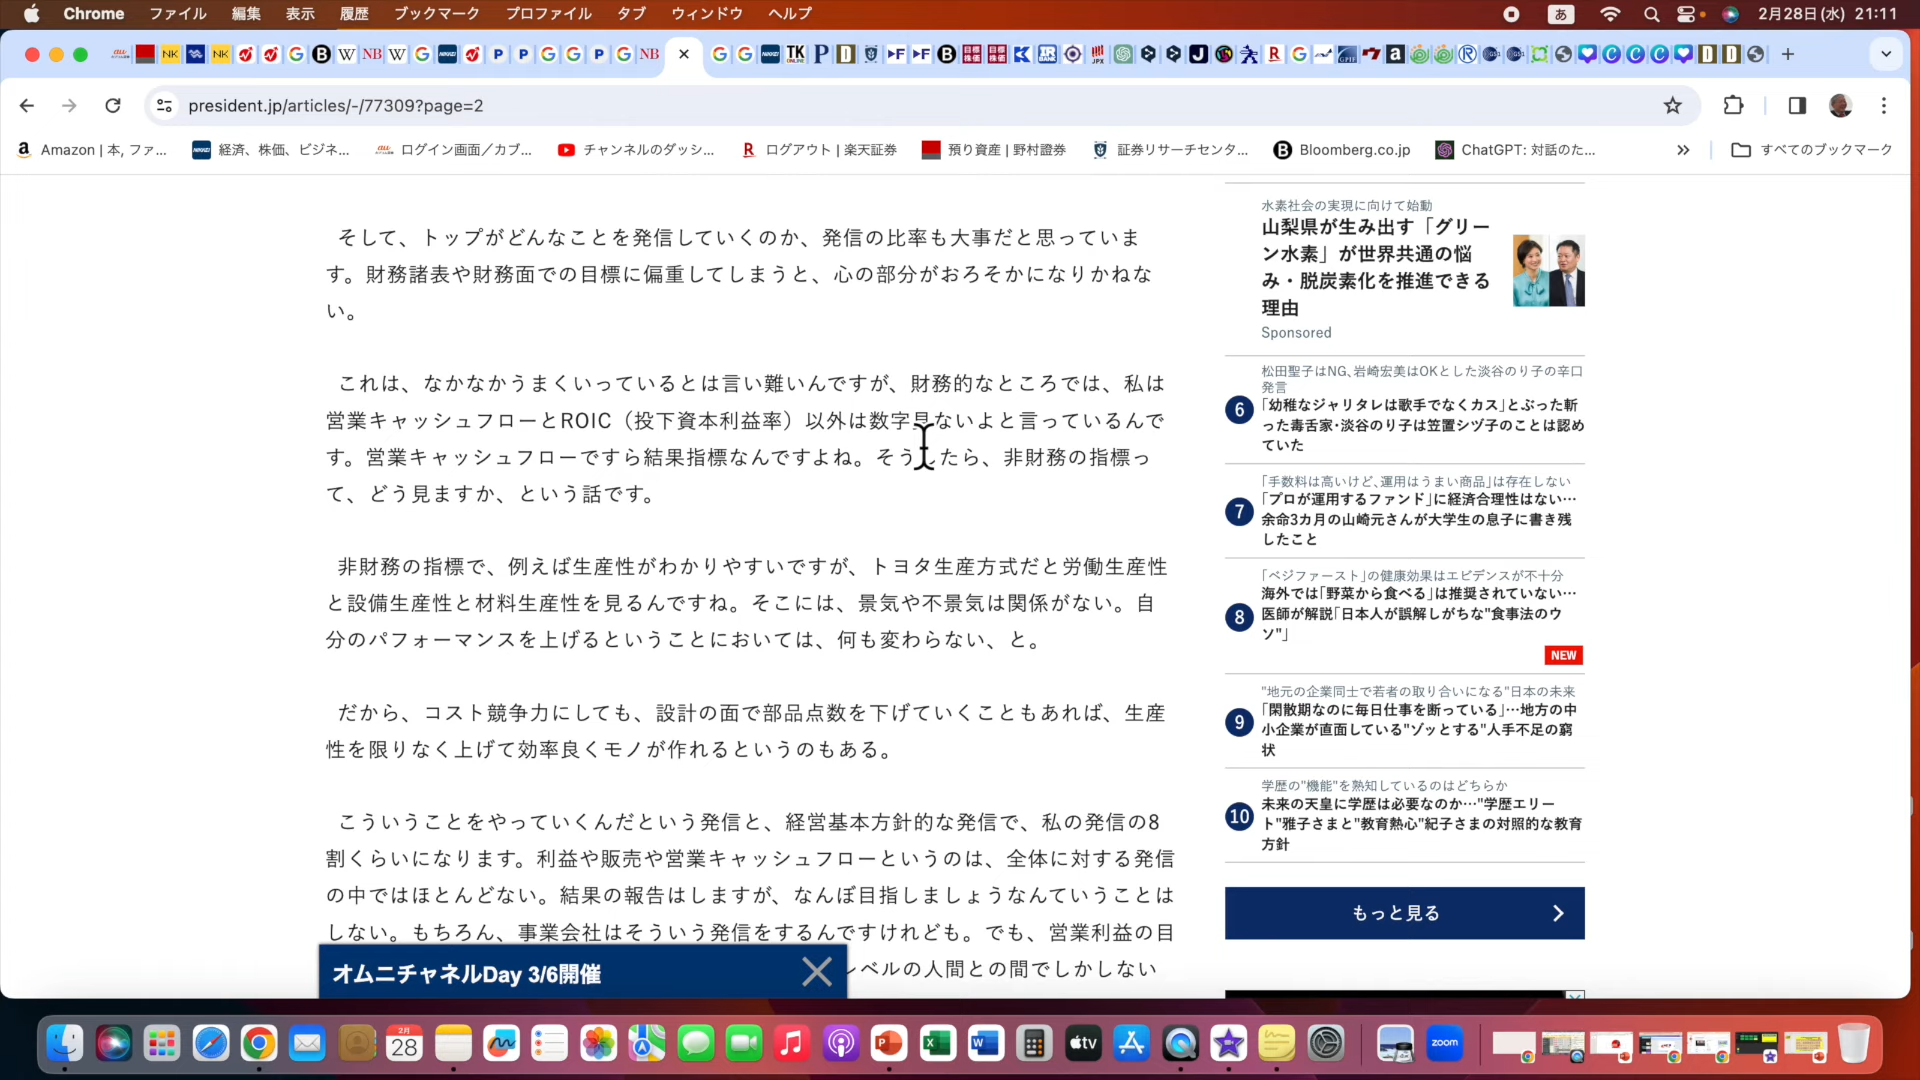 Chrome ファイル 編集 表示 履歴 ブックマーク プロファイル タブ ウィンドウ ヘルプ
あ 2月28日(水) 21:11
president.jp/articles/-/77309?page=2
Amazon | 本, ファ... 経済、株価、ビジネ... ログイン画面／カブ... チャンネルのダッシ... ログアウト | 楽天証券 預り資産 | 野村證券 証券リサーチセンタ... Bloomberg.co.jp ChatGPT: 対話のた... すべてのブックマーク
そして、トップがどんなことを発信していくのか、発信の比率も大事だと思っていま
す。財務諸表や財務面での目標に偏重してしまうと、心の部分がおろそかになりかねな
い。
これは、なかなかうまくいっているとは言い難いんですが、財務的なところでは、私は
営業キャッシュフローとROIC（投下資本利益率）以外は数字見ないよと言っているんで
す。営業キャッシュフローですら結果指標なんですよね。そうしたら、非財務の指標っ
て、どう見ますか、という話です。
非財務の指標で、例えば生産性がわかりやすいですが、トヨタ生産方式だと労働生産性
と設備生産性と材料生産性を見るんですね。そこには、景気や不景気は関係がない。自
分のパフォーマンスを上げるということにおいては、何も変わらない、と。
だから、コスト競争力にしても、設計の面で部品点数を下げていくこともあれば、生産
性を限りなく上げて効率良くモノが作れるというのもある。
こういうことをやっていくんだという発信と、経営基本方針的な発信で、私の発信の8
割くらいになります。利益や販売や営業キャッシュフローというのは、全体に対する発信
の中ではほとんどない。結果の報告はしますが、なんぼ目指しましょうなんていうことは
しない。もちろん、事業会社はそういう発信をするんですけれども。でも、営業利益の目
レベルの人間との間でしかしない
オムニチャネルDay 3/6開催
水素社会の実現に向けて始動
山梨県が生み出す「グリー
ン水素」が世界共通の悩
み・脱炭素化を推進できる
理由
Sponsored
松田聖子はNG、岩崎宏美はOKとした淡谷のり子の辛口
発言
6 「幼稚なジャリタレは歌手でなくカス」とぶった斬
った毒舌家･淡谷のり子は笠置シヅ子のことは認め
ていた
「手数料は高いけど、運用はうまい商品」は存在しない
7 「プロが運用するファンド」に経済合理性はない…
余命3カ月の山崎元さんが大学生の息子に書き残
したこと
「ベジファースト」の健康効果はエビデンスが不十分
8 海外では「野菜から食べる」は推奨されていない…
医師が解説「日本人が誤解しがちな"食事法のウ
ソ"」
NEW
"地元の企業同士で若者の取り合いになる"日本の未来
9 「閑散期なのに毎日仕事を断っている」…地方の中
小企業が直面している"ゾッとする"人手不足の窮
状
学歴の"機能"を熟知しているのはどちらか
10 未来の天皇に学歴は必要なのか…"学歴エリー
ト"雅子さまと"教育熱心"紀子さまの対照的な教育
方針
もっと見る
2月
28
tv
zoom